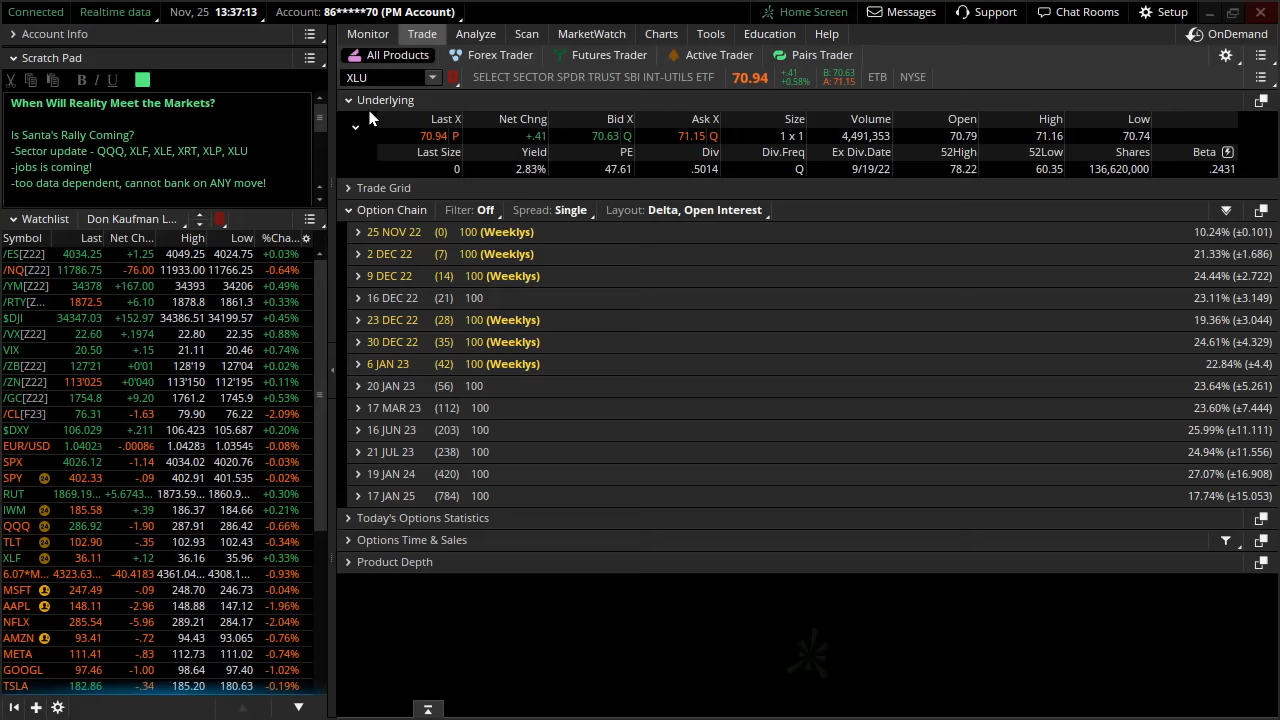 Connected Realtime data Nov, 25 13:37:13 Account: 86*****70 (PM Account) Home Screen Messages Support Chat Rooms Setup
Account Info
Scratch Pad
B I U
When Will Reality Meet the Markets?
Is Santa's Rally Coming?
-Sector update - QQQ, XLF, XLE, XRT, XLP, XLU
-jobs is coming!
-too data dependent, cannot bank on ANY move!
Watchlist Don Kaufman L...
Symbol Last Net Ch... High Low %Cha...
/ES[Z22] 4034.25 +1.25 4049.25 4024.75 +0.03%
/NQ[Z22] 11786.75 -76.00 11933.00 11766.25 -0.64%
/YM[Z22] 34378 +167.00 34393 34206 +0.49%
/RTY[Z... 1872.5 +6.10 1878.8 1861.3 +0.33%
$DJI 34347.03 +152.97 34386.51 34199.57 +0.45%
/VX[Z22] 22.60 +.1974 22.80 22.35 +0.88%
VIX 20.50 +.15 21.11 20.46 +0.74%
/ZB[Z22] 127'21 +0'01 128'19 127'04 +0.02%
/ZN[Z22] 113'025 +0'040 113'150 112'195 +0.11%
/GC[Z22] 1754.8 +9.20 1761.2 1745.9 +0.53%
/CL[F23] 76.31 -1.63 79.90 76.22 -2.09%
$DXY 106.029 +.211 106.423 105.687 +0.20%
EUR/USD 1.04023 -.00086 1.04283 1.03545 -0.08%
SPX 4026.12 -1.14 4034.02 4020.76 -0.03%
SPY 24 402.33 -.09 402.91 401.535 -0.02%
RUT 1869.19... +5.6743... 1873.59... 1860.9... +0.30%
IWM 24 185.58 +.39 186.37 184.66 +0.21%
QQQ 24 286.92 -1.90 287.91 286.42 -0.66%
TLT 24 102.90 -.35 102.93 102.43 -0.34%
XLF 24 36.11 +.12 36.16 35.96 +0.33%
6.07*M... 4323.63... -40.4183 4361.04... 4308.1... -0.93%
MSFT 247.49 -.09 248.70 246.73 -0.04%
AAPL 148.11 -2.96 148.88 147.12 -1.96%
NFLX 285.54 -5.96 289.21 284.17 -2.04%
AMZN 93.41 -.72 94.43 93.065 -0.76%
META 111.41 -.83 112.73 111.02 -0.74%
GOOGL 97.46 -1.00 98.64 97.40 -1.02%
TSLA 182.86 -.34 185.20 180.63 -0.19%
Monitor Trade Analyze Scan MarketWatch Charts Tools Education Help OnDemand
All Products Forex Trader Futures Trader Active Trader Pairs Trader
XLU SELECT SECTOR SPDR TRUST SBI INT-UTILS ETF 70.94 +.41 +0.58% B: 70.63 A: 71.15 ETB NYSE
Underlying
Last X Net Chng Bid X Ask X Size Volume Open High Low
70.94 P +.41 70.63 Q 71.15 Q 1 x 1 4,491,353 70.79 71.16 70.74
Last Size Yield PE Div Div.Freq Ex Div.Date 52High 52Low Shares Beta
0 2.83% 47.61 .5014 Q 9/19/22 78.22 60.35 136,620,000 .2431
Trade Grid
Option Chain Filter: Off Spread: Single Layout: Delta, Open Interest
25 NOV 22 (0) 100 (Weeklys) 10.24% (±0.101)
2 DEC 22 (7) 100 (Weeklys) 21.33% (±1.686)
9 DEC 22 (14) 100 (Weeklys) 24.44% (±2.722)
16 DEC 22 (21) 100 23.11% (±3.149)
23 DEC 22 (28) 100 (Weeklys) 19.36% (±3.044)
30 DEC 22 (35) 100 (Weeklys) 24.61% (±4.329)
6 JAN 23 (42) 100 (Weeklys) 22.84% (±4.4)
20 JAN 23 (56) 100 23.64% (±5.261)
17 MAR 23 (112) 100 23.60% (±7.444)
16 JUN 23 (203) 100 25.99% (±11.111)
21 JUL 23 (238) 100 24.94% (±11.556)
19 JAN 24 (420) 100 27.07% (±16.908)
17 JAN 25 (784) 100 17.74% (±15.053)
Today's Options Statistics
Options Time & Sales
Product Depth